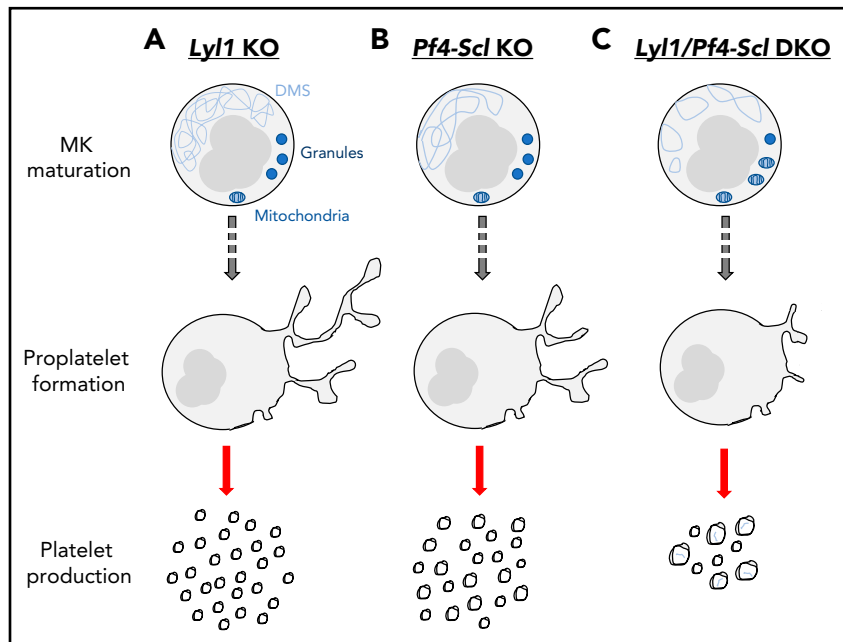 A Lyl1 KO
B Pf4-Scl KO
C Lyl1/Pf4-Scl DKO
MK
maturation
DMS
Granules
Mitochondria
Proplatelet
formation
Platelet
production